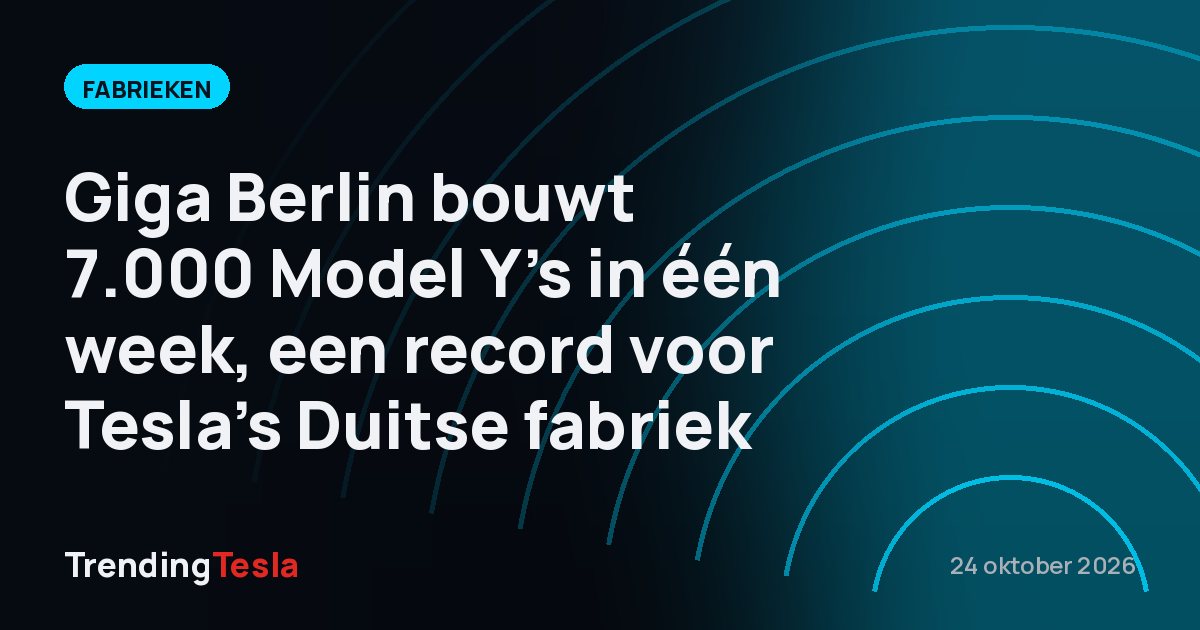 FABRIEKEN
Giga Berlin bouwt
7.000 Model Y’s in één
week, een record voor
Tesla’s Duitse fabriek
TrendingTesla
24 oktober 2026